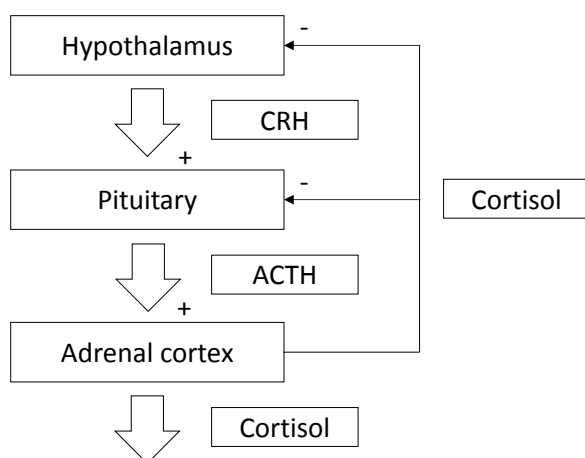 -
Hypothalamus
CRH
+
-
Pituitary
Cortisol
ACTH
+
Adrenal cortex
Cortisol